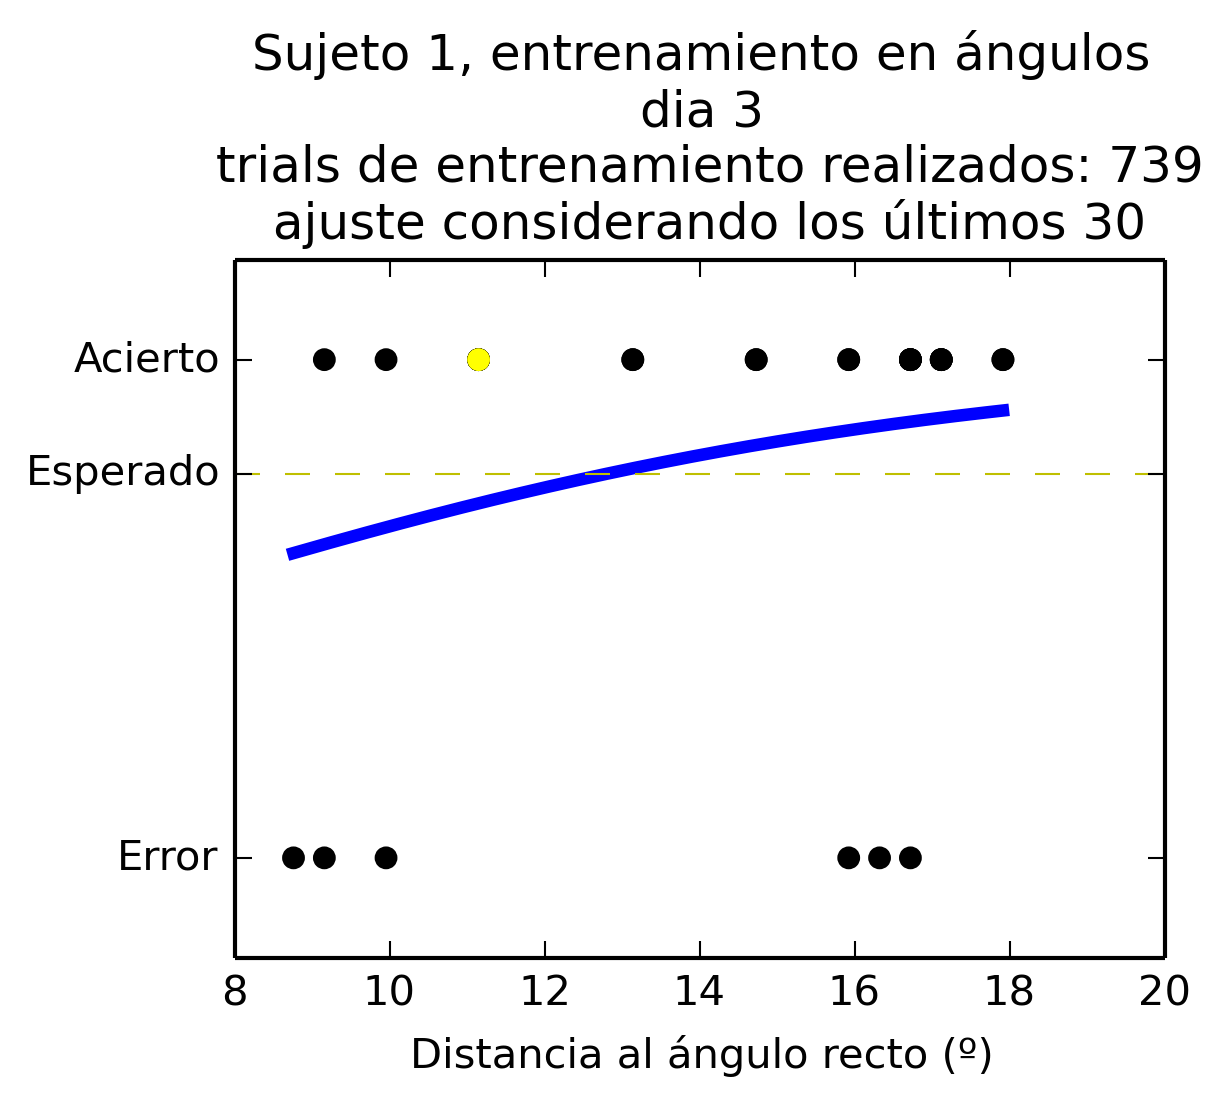 Sujeto 1, entrenamiento en ángulos
dia 3
trials de entrenamiento realizados: 739
ajuste considerando los últimos 30
Acierto
Esperado
Error
8 10 12 14 16 18 20
Distancia al ángulo recto (º)